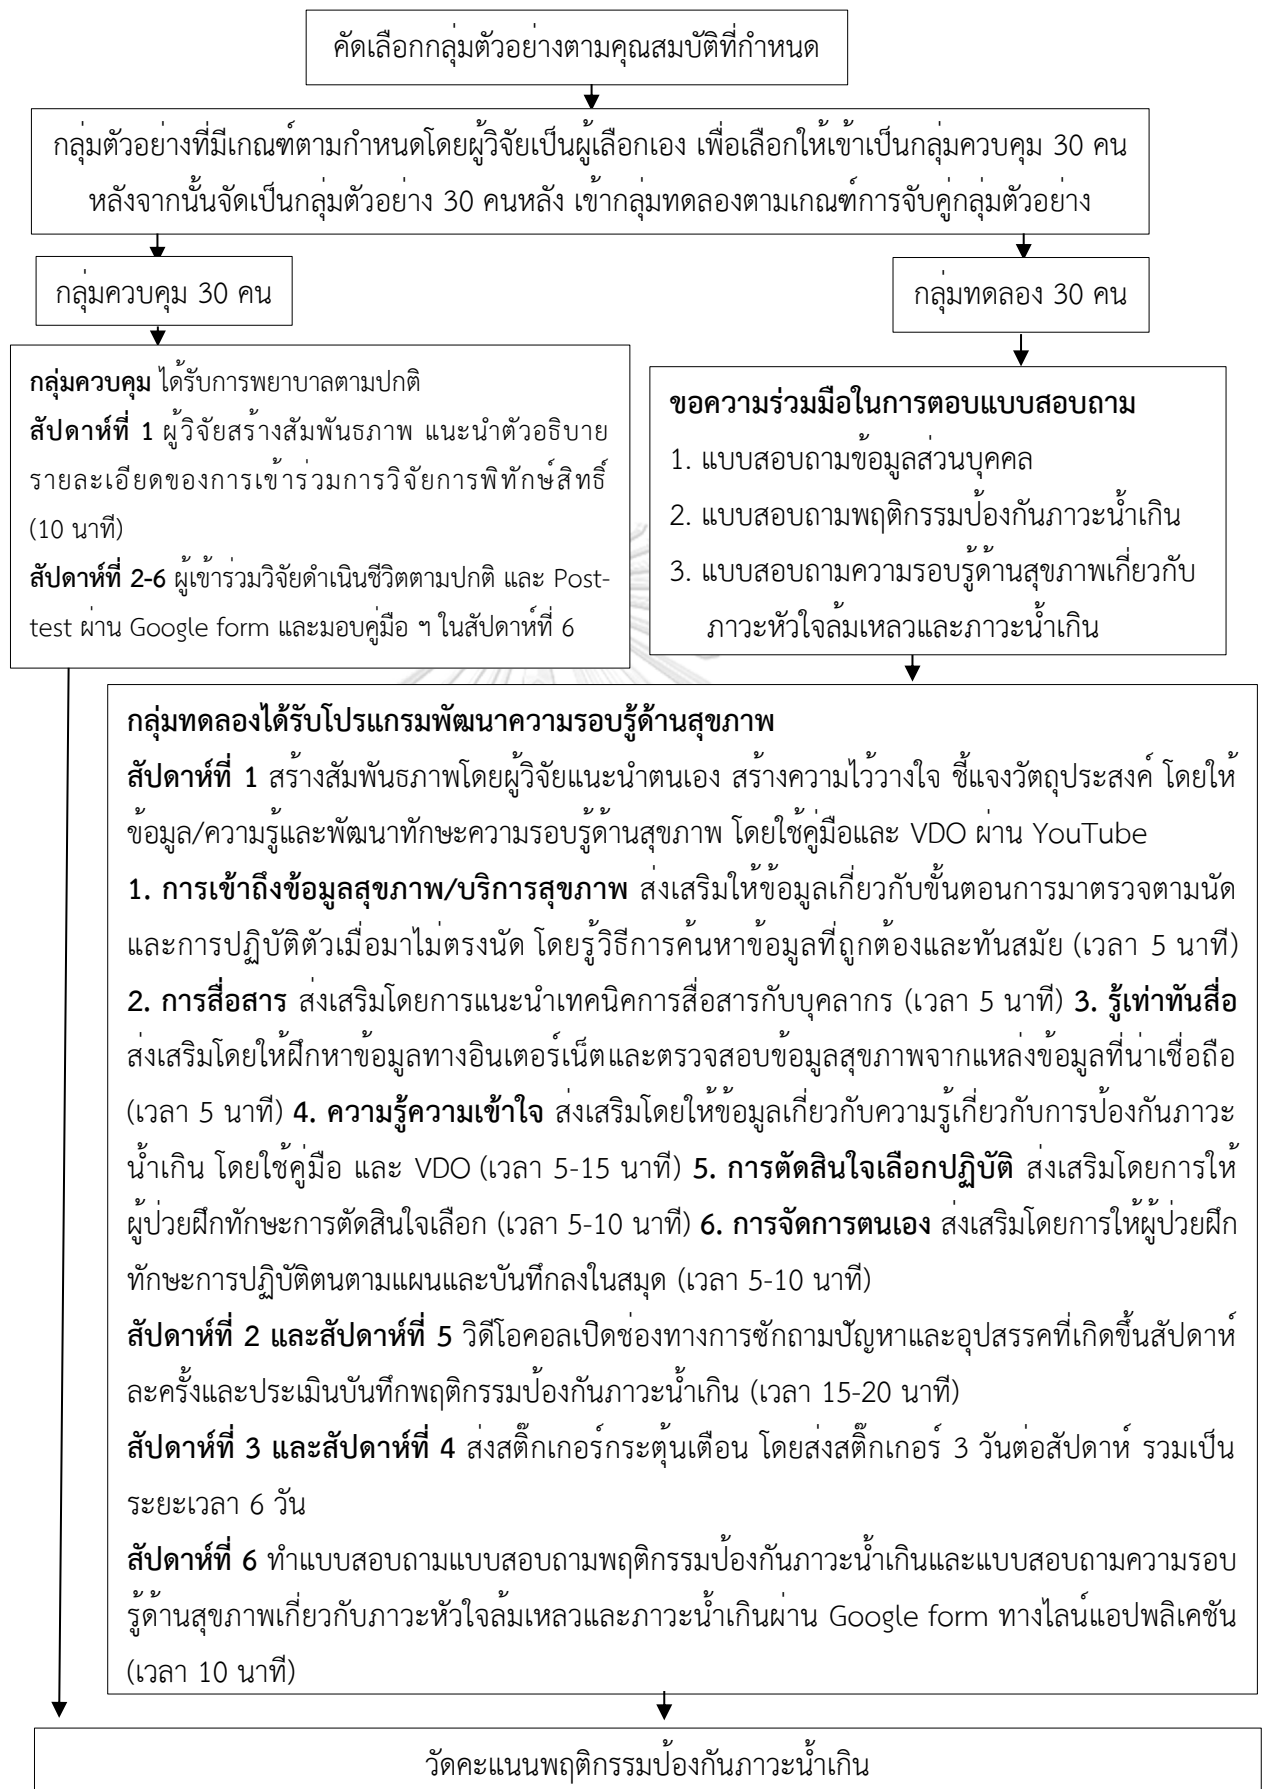 คัดเลือกกลุ่มตัวอย่างตามคุณสมบัติที่กำหนด
กลุ่มตัวอย่างที่มีเกณฑ์ตามกำหนดโดยผู้วิจัยเป็นผู้เลือกเอง เพื่อเลือกให้เข้าเป็นกลุ่มควบคุม 30 คน
หลังจากนั้นจัดเป็นกลุ่มตัวอย่าง 30 คนหลัง เข้ากลุ่มทดลองตามเกณฑ์การจับคู่กลุ่มตัวอย่าง
กลุ่มควบคุม 30 คน
กลุ่มทดลอง 30 คน
กลุ่มควบคุม ได้รับการพยาบาลตามปกติ
สัปดาห์ที่ 1 ผู้วิจัยสร้างสัมพันธภาพ แนะนำตัวอธิบาย
รายละเอียดของการเข้าร่วมการวิจัยการพิทักษ์สิทธิ์
(10 นาที)
สัปดาห์ที่ 2-6 ผู้เข้าร่วมวิจัยดำเนินชีวิตตามปกติ และ Post-
test ผ่าน Google form และมอบคู่มือ ฯ ในสัปดาห์ที่ 6
ขอความร่วมมือในการตอบแบบสอบถาม
1. แบบสอบถามข้อมูลส่วนบุคคล
2. แบบสอบถามพฤติกรรมป้องกันภาวะน้ำเกิน
3. แบบสอบถามความรอบรู้ด้านสุขภาพเกี่ยวกับ
ภาวะหัวใจล้มเหลวและภาวะน้ำเกิน
กลุ่มทดลองได้รับโปรแกรมพัฒนาความรอบรู้ด้านสุขภาพ
สัปดาห์ที่ 1 สร้างสัมพันธภาพโดยผู้วิจัยแนะนำตนเอง สร้างความไว้วางใจ ชี้แจงวัตถุประสงค์ โดยให้
ข้อมูล/ความรู้และพัฒนาทักษะความรอบรู้ด้านสุขภาพ โดยใช้คู่มือและ VDO ผ่าน YouTube
1. การเข้าถึงข้อมูลสุขภาพ/บริการสุขภาพ ส่งเสริมให้ข้อมูลเกี่ยวกับขั้นตอนการมาตรวจตามนัด
และการปฏิบัติตัวเมื่อมาไม่ตรงนัด โดยรู้วิธีการค้นหาข้อมูลที่ถูกต้องและทันสมัย (เวลา 5 นาที)
2. การสื่อสาร ส่งเสริมโดยการแนะนำเทคนิคการสื่อสารกับบุคลากร (เวลา 5 นาที) 3. รู้เท่าทันสื่อ
ส่งเสริมโดยให้ฝึกหาข้อมูลทางอินเตอร์เน็ตและตรวจสอบข้อมูลสุขภาพจากแหล่งข้อมูลที่น่าเชื่อถือ
(เวลา 5 นาที) 4. ความรู้ความเข้าใจ ส่งเสริมโดยให้ข้อมูลเกี่ยวกับความรู้เกี่ยวกับการป้องกันภาวะ
น้ำเกิน โดยใช้คู่มือ และ VDO (เวลา 5-15 นาที) 5. การตัดสินใจเลือกปฏิบัติ ส่งเสริมโดยการให้
ผู้ป่วยฝึกทักษะการตัดสินใจเลือก (เวลา 5-10 นาที) 6. การจัดการตนเอง ส่งเสริมโดยการให้ผู้ป่วยฝึก
ทักษะการปฏิบัติตนตามแผนและบันทึกลงในสมุด (เวลา 5-10 นาที)
สัปดาห์ที่ 2 และสัปดาห์ที่ 5 วิดีโอคอลเปิดช่องทางการซักถามปัญหาและอุปสรรคที่เกิดขึ้นสัปดาห์
ละครั้งและประเมินบันทึกพฤติกรรมป้องกันภาวะน้ำเกิน (เวลา 15-20 นาที)
สัปดาห์ที่ 3 และสัปดาห์ที่ 4 ส่งสติ๊กเกอร์กระตุ้นเตือน โดยส่งสติ๊กเกอร์ 3 วันต่อสัปดาห์ รวมเป็น
ระยะเวลา 6 วัน
สัปดาห์ที่ 6 ทำแบบสอบถามแบบสอบถามพฤติกรรมป้องกันภาวะน้ำเกินและแบบสอบถามความรอบ
รู้ด้านสุขภาพเกี่ยวกับภาวะหัวใจล้มเหลวและภาวะน้ำเกินผ่าน Google form ทางไลน์แอปพลิเคชัน
(เวลา 10 นาที)
วัดคะแนนพฤติกรรมป้องกันภาวะน้ำเกิน